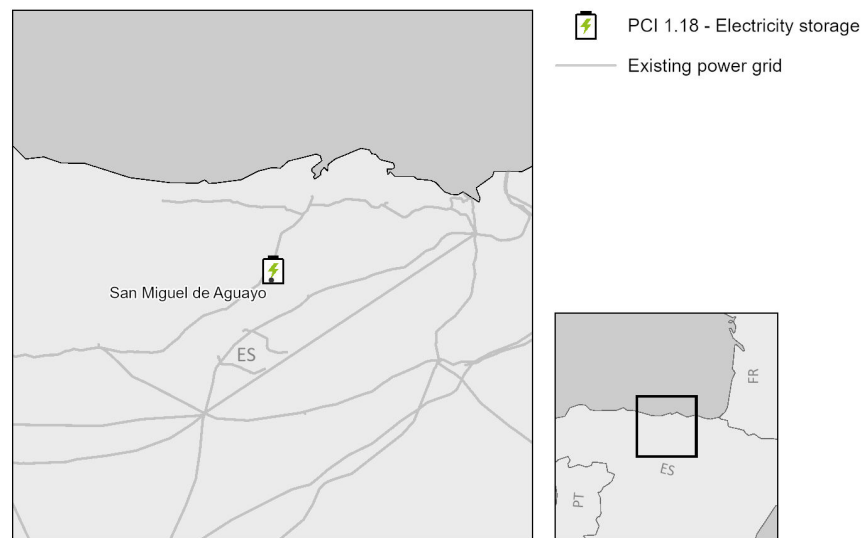 PCI 1.18 - Electricity storage
Existing power grid
San Miguel de Aguayo
ES
FR
ES
PT